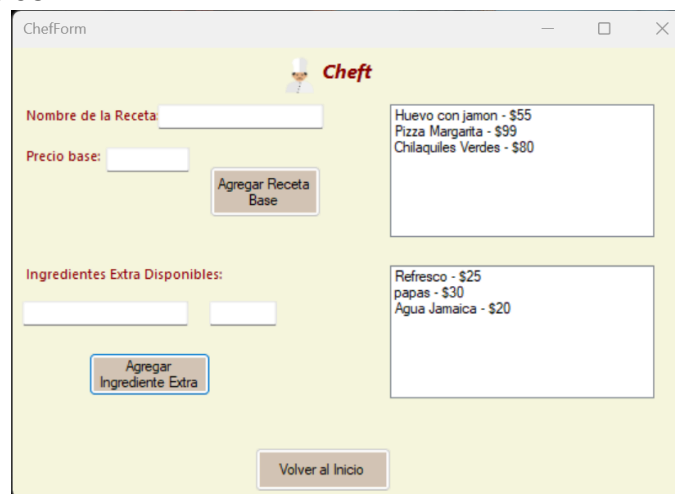 ChefForm
Cheft
Nombre de la Receta:
Huevo con jamon - $55
Pizza Margarita - $99
Chilaquiles Verdes - $80
Precio base:
Agregar Receta
Base
Ingredientes Extra Disponibles:
Refresco - $25
papas - $30
Agua Jamaica - $20
Agregar
Ingrediente Extra
Volver al Inicio